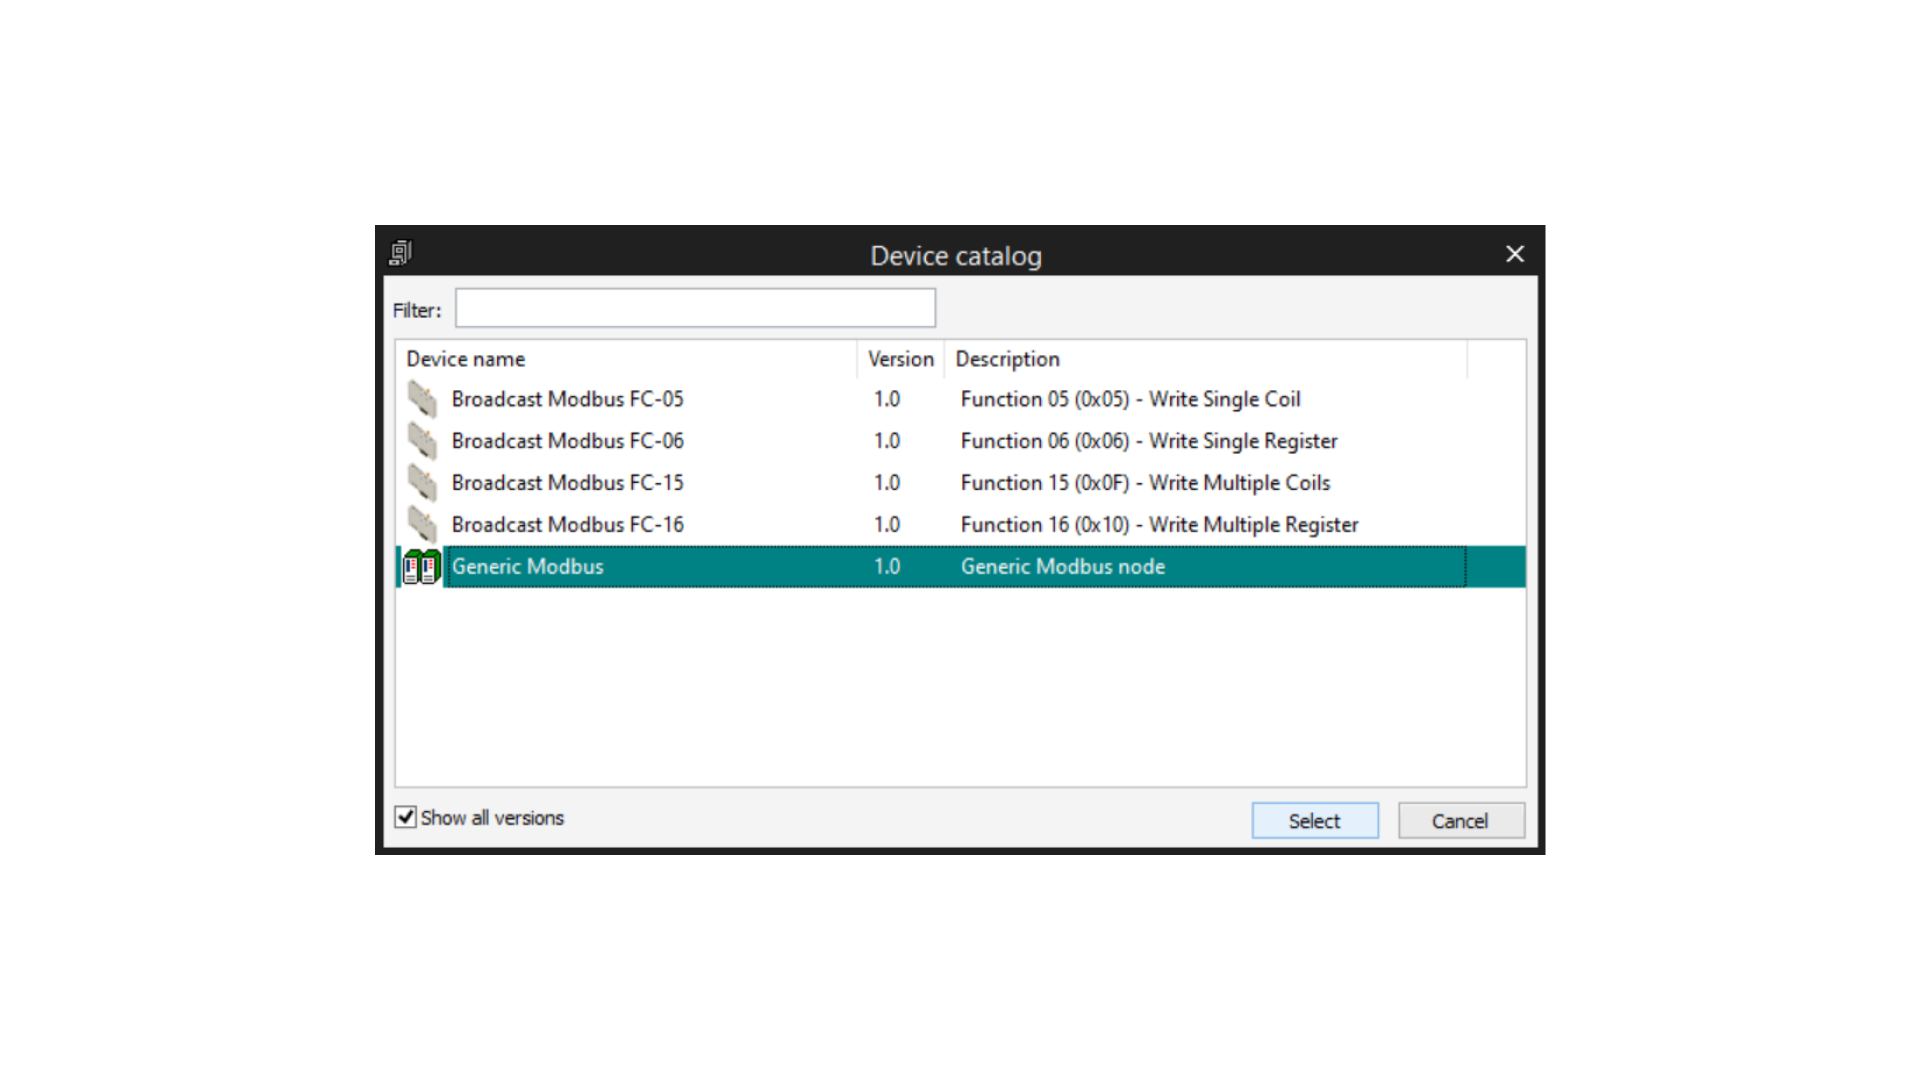 Device catalog
Filter:
Device name Version Description
Broadcast Modbus FC-05 1.0 Function 05 (0x05) - Write Single Coil
Broadcast Modbus FC-06 1.0 Function 06 (0x06) - Write Single Register
Broadcast Modbus FC-15 1.0 Function 15 (0x0F) - Write Multiple Coils
Broadcast Modbus FC-16 1.0 Function 16 (0x10) - Write Multiple Register
Generic Modbus 1.0 Generic Modbus node
Show all versions Select Cancel